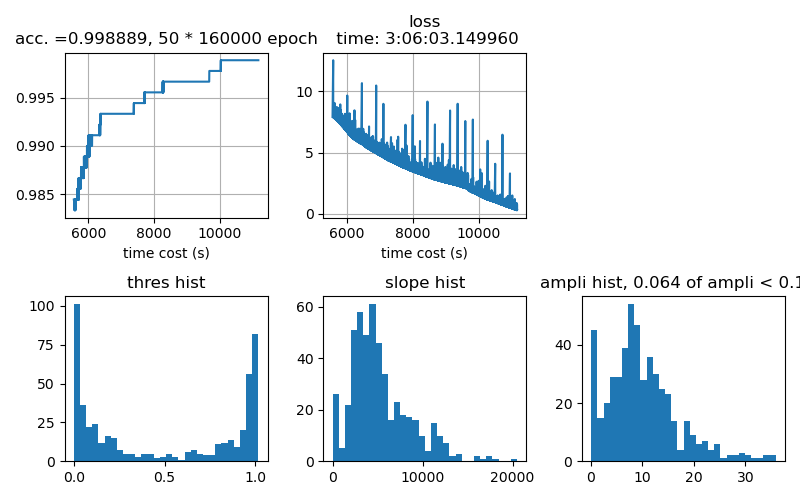 acc. =0.998889, 50 * 160000 epoch
loss
time: 3:06:03.149960
0.995
0.990
0.985
6000 8000 10000
time cost (s)
10
5
0
6000 8000 10000
time cost (s)
thres hist
100
75
50
25
0
0.0 0.5 1.0
slope hist
60
40
20
0
0 10000 20000
ampli hist, 0.064 of ampli < 0.1
40
20
0
0 10 20 30